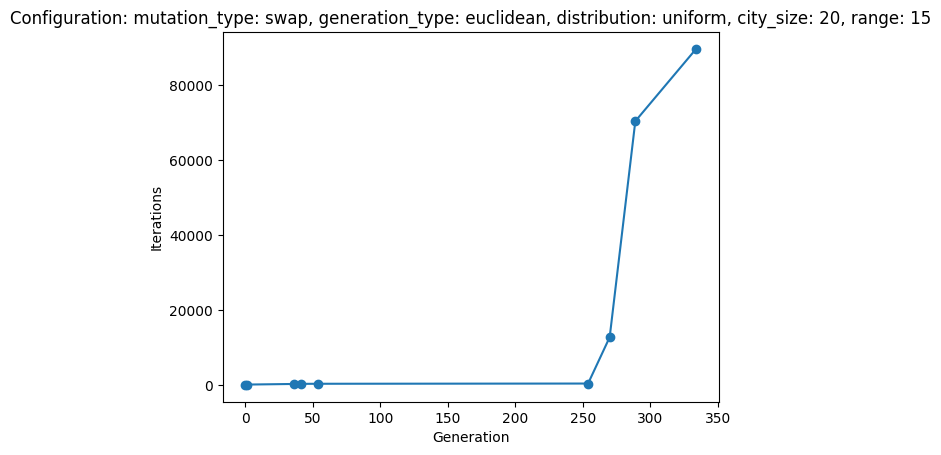 Configuration: mutation_type: swap, generation_type: euclidean, distribution: uniform, city_size: 20, range: 15
80000
60000
40000
20000
0
Iterations
0 50 100 150 200 250 300 350
Generation